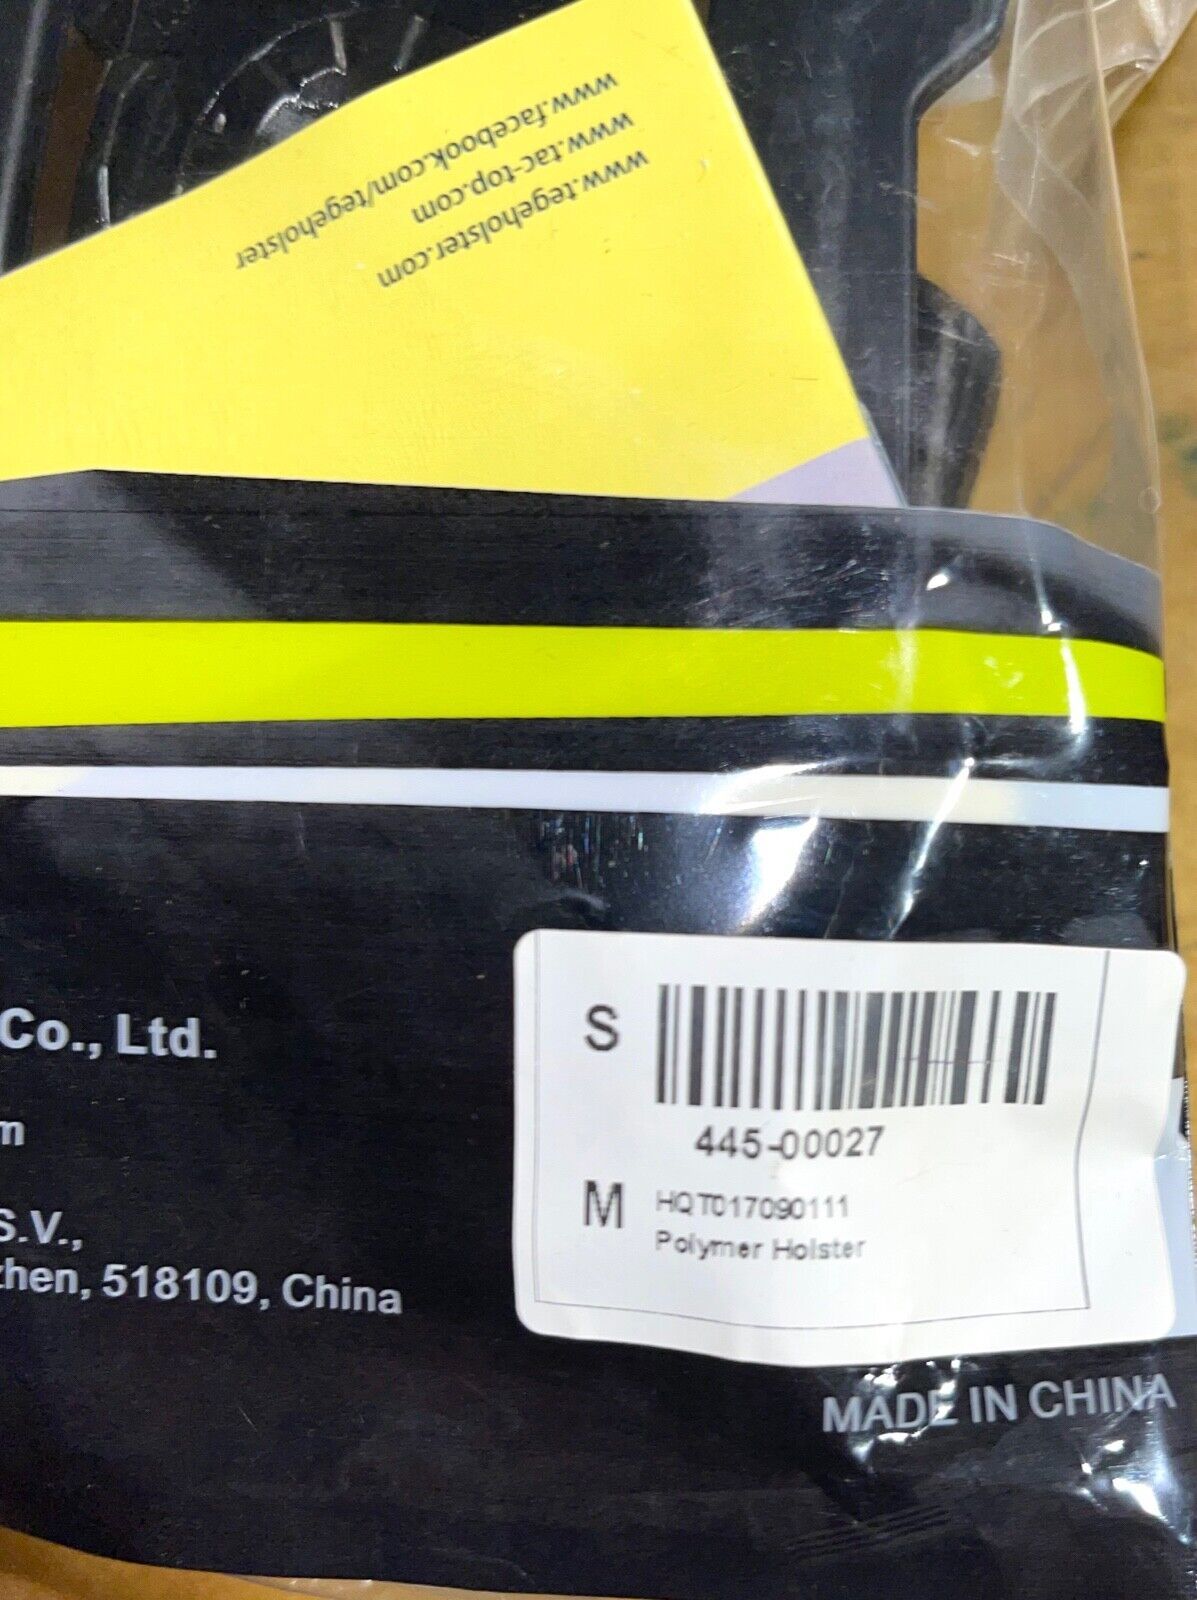 www.tegeholster.com
www.tac-top.com
www.facebook.com/tegeholster
Co., Ltd.
S.V.,
zhen, 518109, China
S
445-00027
M
HQT017090111
Polymer Holster
MADE IN CHINA